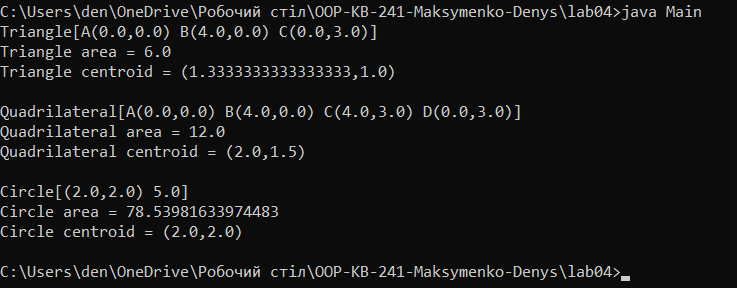 C:\Users\den\OneDrive\Робочий стіл\OOP-KB-241-Maksymenko-Denys\lab04>java Main
Triangle[A(0.0,0.0) B(4.0,0.0) C(0.0,3.0)]
Triangle area = 6.0
Triangle centroid = (1.3333333333333333,1.0)
Quadrilateral[A(0.0,0.0) B(4.0,0.0) C(4.0,3.0) D(0.0,3.0)]
Quadrilateral area = 12.0
Quadrilateral centroid = (2.0,1.5)
Circle[(2.0,2.0) 5.0]
Circle area = 78.53981633974483
Circle centroid = (2.0,2.0)
C:\Users\den\OneDrive\Робочий стіл\OOP-KB-241-Maksymenko-Denys\lab04>